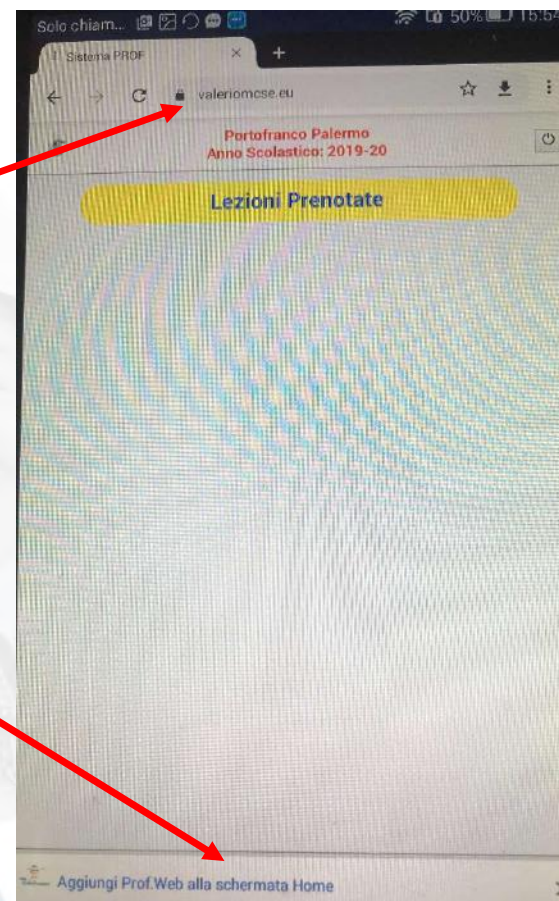 Solo chiam... 50% 15:54
Sistema PROF
valeriomcse.eu
Portofranco Palermo
Anno Scolastico: 2019-20
Lezioni Prenotate
Aggiungi Prof.Web alla schermata Home